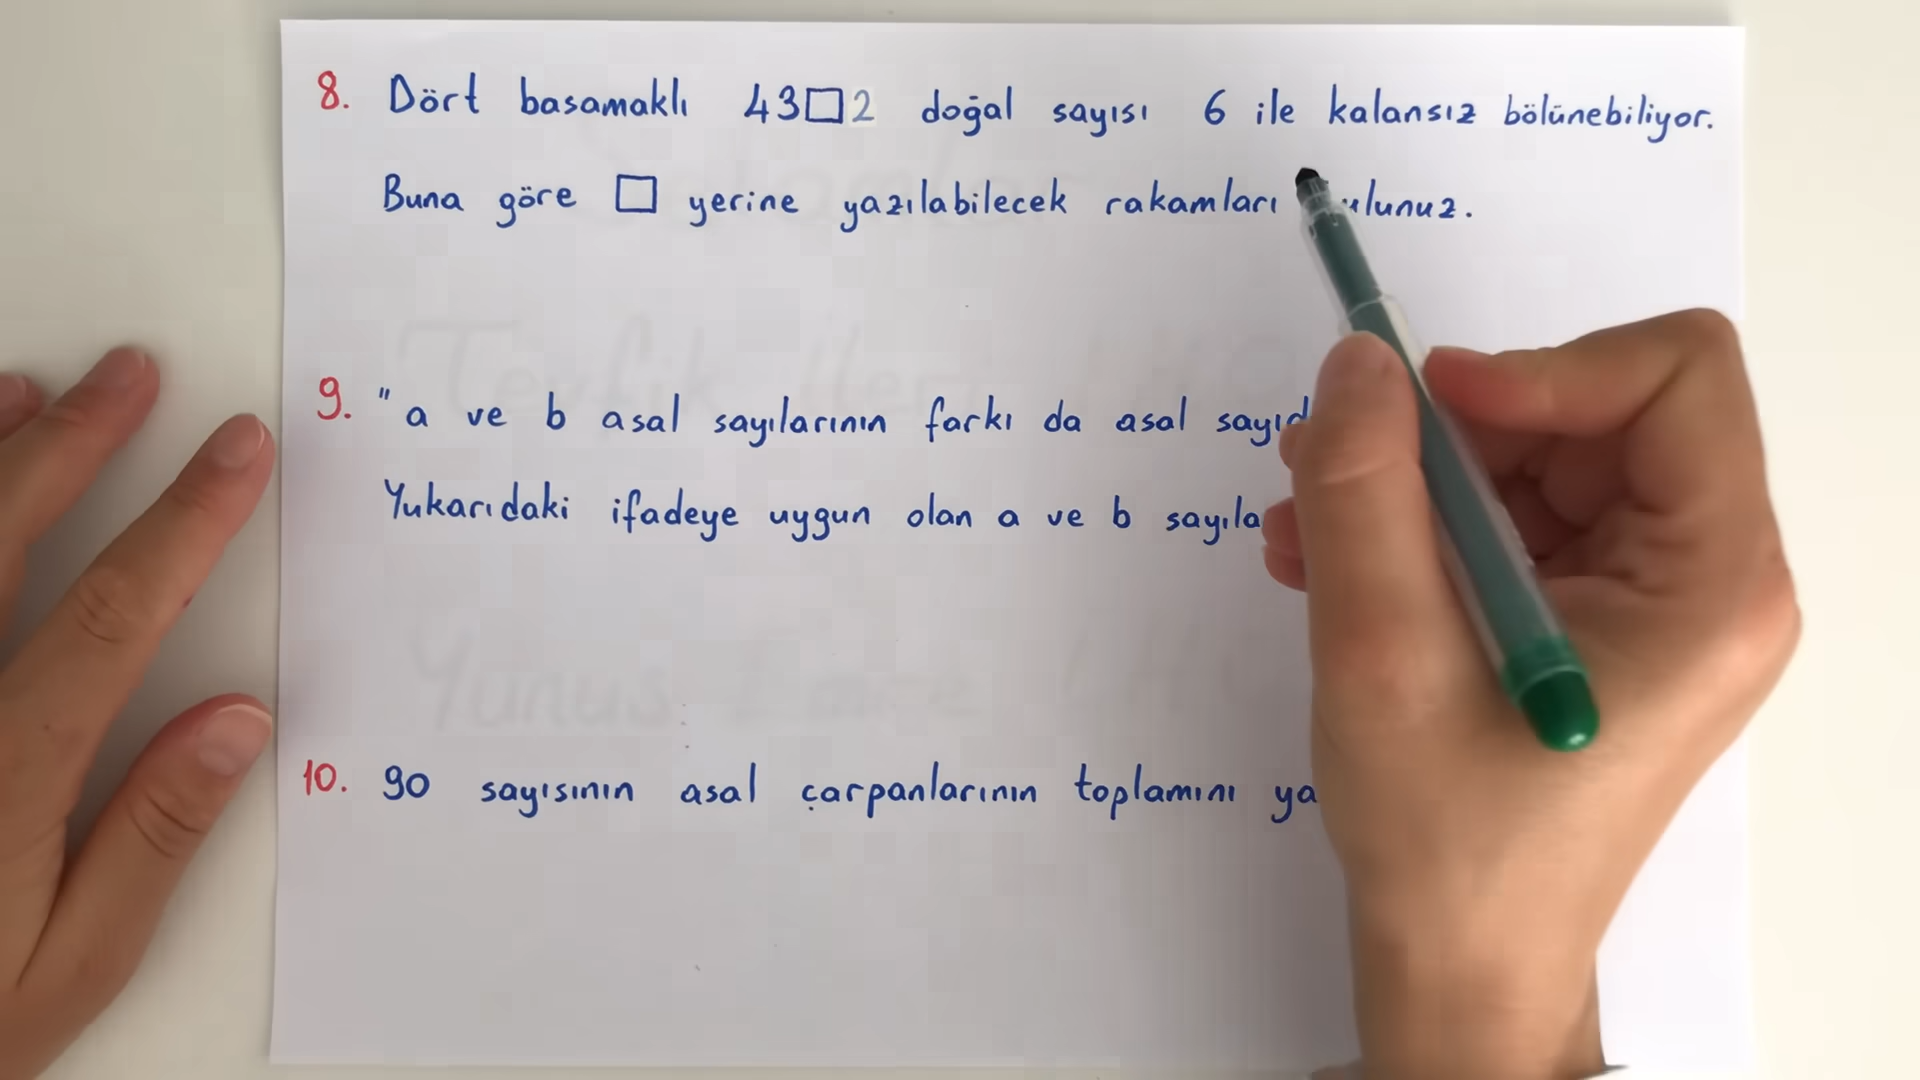 8. Dört basamaklı 43□2 doğal sayısı 6 ile kalansız bölünebiliyor.
Buna göre □ yerine yazılabilecek rakamları
9. "a ve b asal sayılarının farkı da asal
Yukarıdaki ifadeye uygun olan a ve b
10. 90 sayısının asal çarpanlarının toplamını